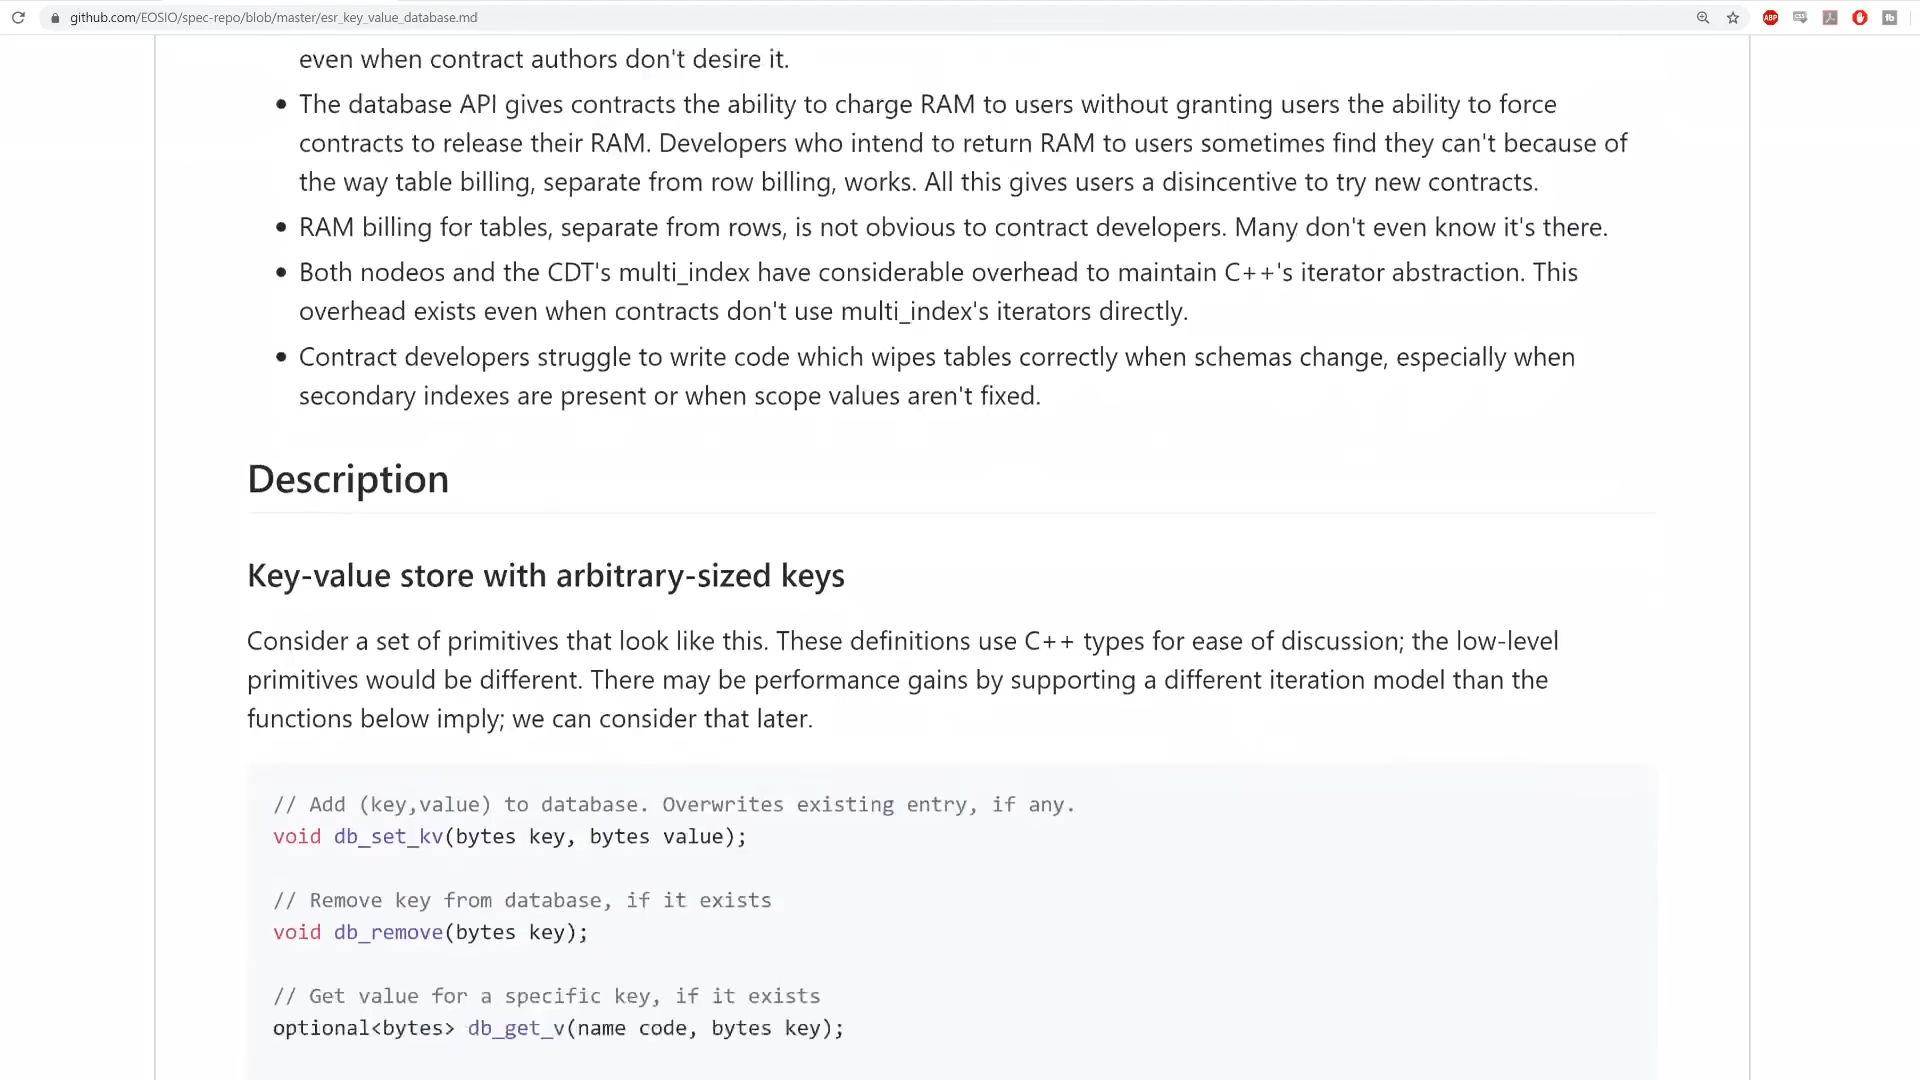 github.com/EOSIO/spec-repo/blob/master/esr_key_value_database.md
ABP
even when contract authors don't desire it.
• The database API gives contracts the ability to charge RAM to users without granting users the ability to force
contracts to release their RAM. Developers who intend to return RAM to users sometimes find they can't because of
the way table billing, separate from row billing, works. All this gives users a disincentive to try new contracts.
• RAM billing for tables, separate from rows, is not obvious to contract developers. Many don't even know it's there.
• Both nodeos and the CDT's multi_index have considerable overhead to maintain C++'s iterator abstraction. This
overhead exists even when contracts don't use multi_index's iterators directly.
• Contract developers struggle to write code which wipes tables correctly when schemas change, especially when
secondary indexes are present or when scope values aren't fixed.
Description
Key-value store with arbitrary-sized keys
Consider a set of primitives that look like this. These definitions use C++ types for ease of discussion; the low-level
primitives would be different. There may be performance gains by supporting a different iteration model than the
functions below imply; we can consider that later.
// Add (key,value) to database. Overwrites existing entry, if any.
void db_set_kv(bytes key, bytes value);
// Remove key from database, if it exists
void db_remove(bytes key);
// Get value for a specific key, if it exists
optional<bytes> db_get_v(name code, bytes key);